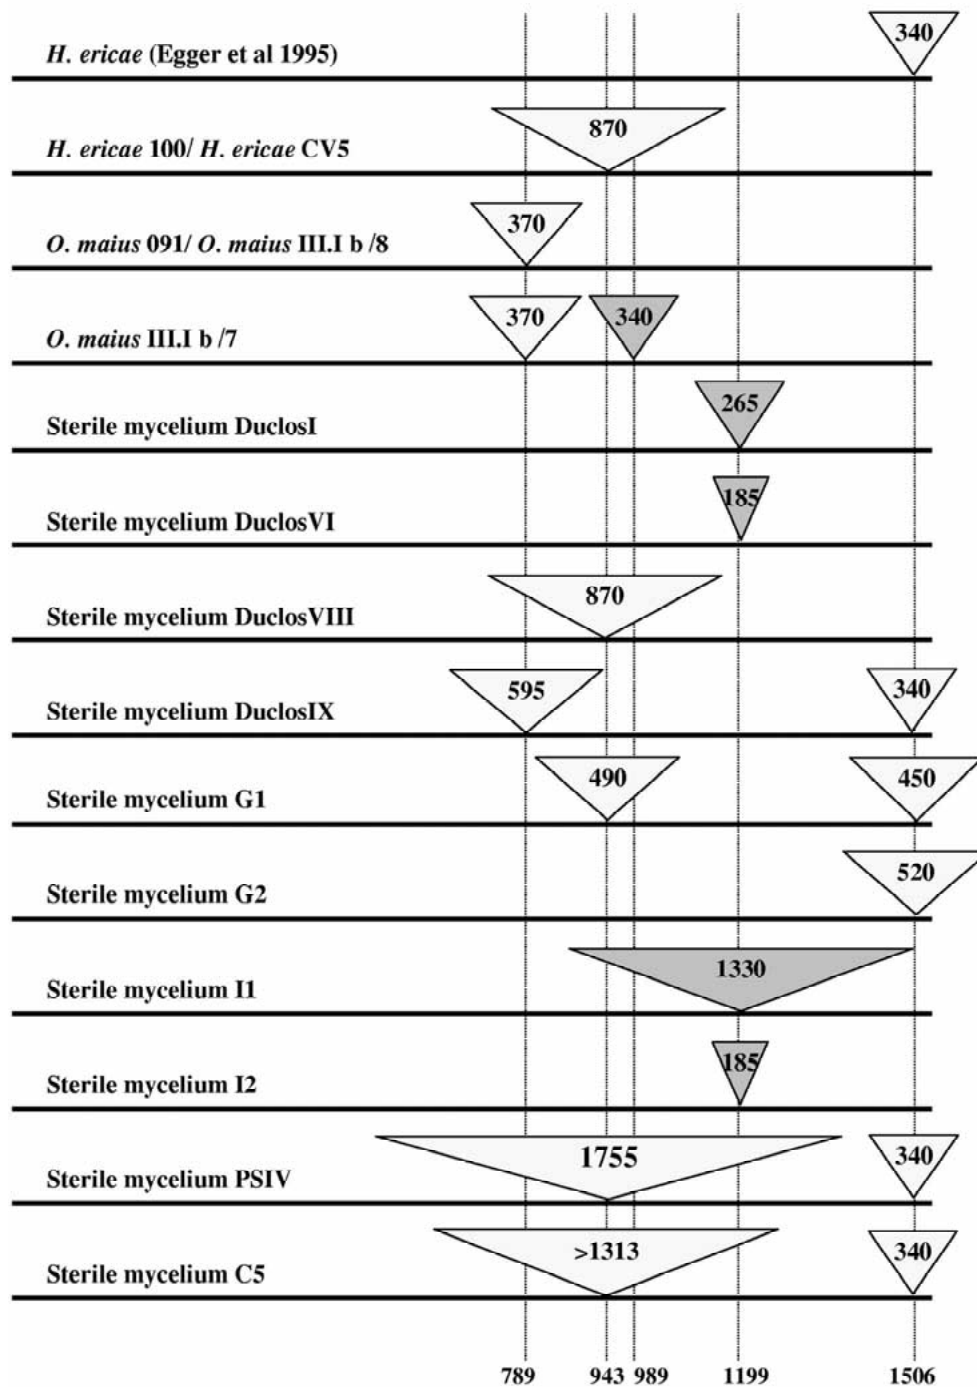 340
H. ericae (Egger et al 1995)
870
H. ericae 100/ H. ericae CV5
370
O. maius 091/ O. maius III.I b /8
370 340
O. maius III.I b /7
265
Sterile mycelium DuclosI
185
Sterile mycelium DuclosVI
870
Sterile mycelium DuclosVIII
595 340
Sterile mycelium DuclosIX
490 450
Sterile mycelium G1
520
Sterile mycelium G2
1330
Sterile mycelium I1
185
Sterile mycelium I2
1755 340
Sterile mycelium PSIV
>1313 340
Sterile mycelium C5
789 943 989 1199 1506